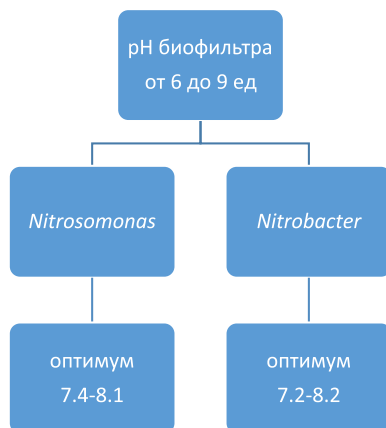 pH биофильтра
от 6 до 9 ед
Nitrosomonas
Nitrobacter
оптимум
7.4-8.1
оптимум
7.2-8.2